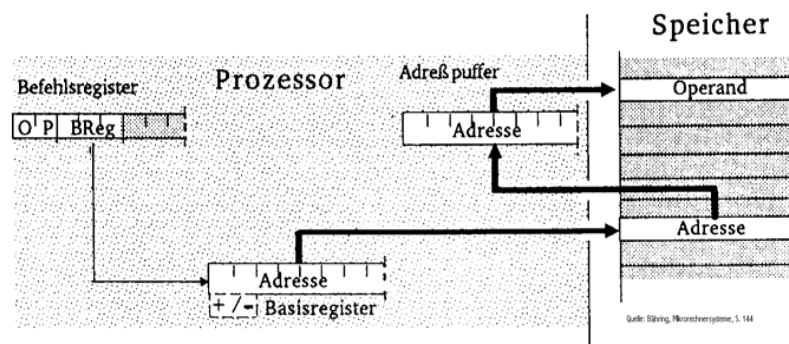 Speicher
Prozessor
Adreß puffer
Befehlsregister
Operand
O P BReg
Adresse
Adresse
Adresse
+ /- Basisregister
Quelle: Bähring, Mikrorechnersysteme, S. 144